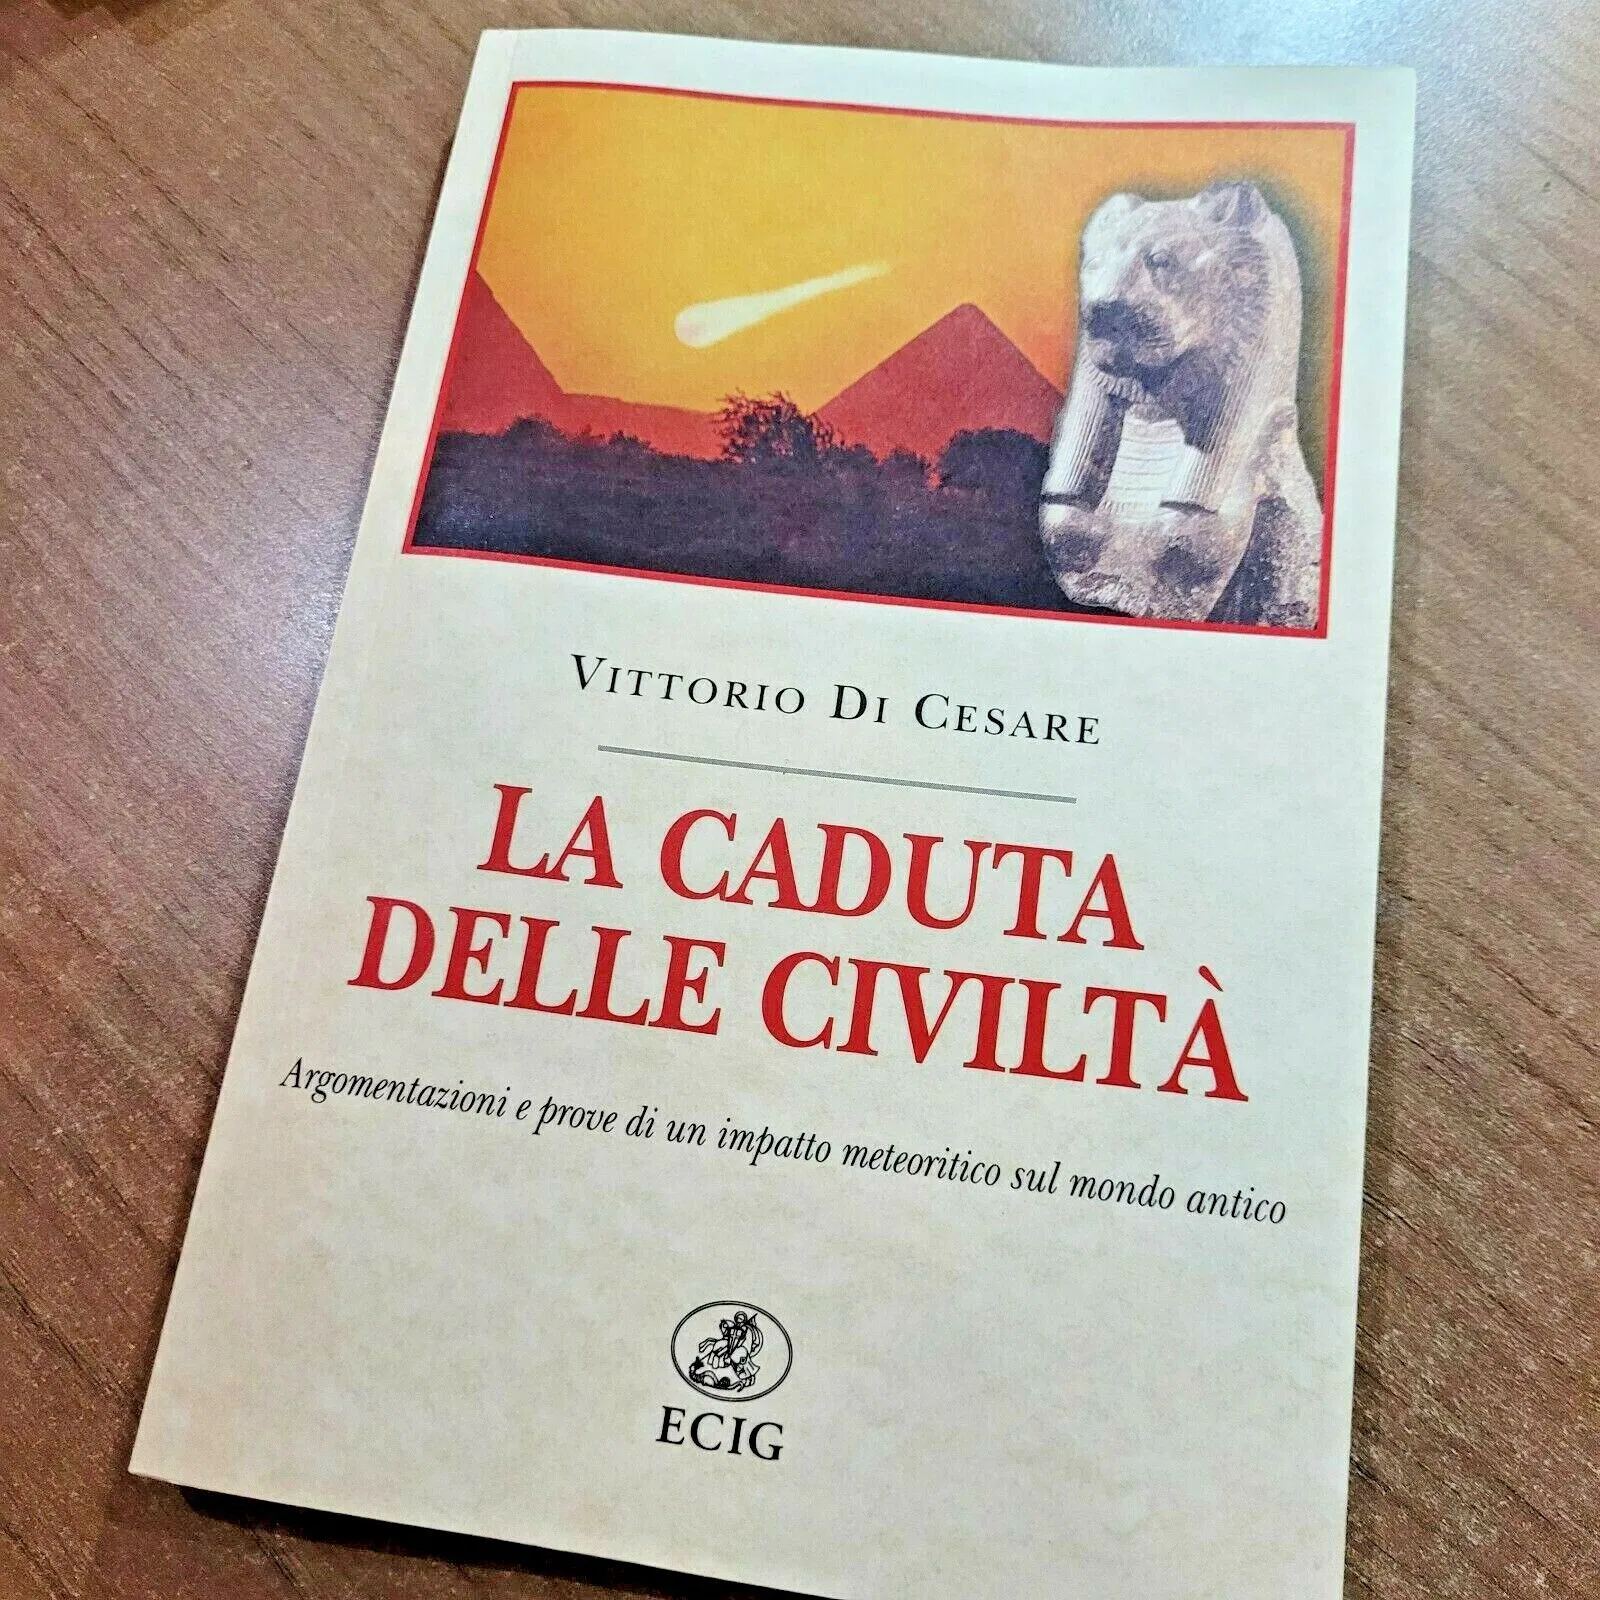 VITTORIO DI CESARE
LA CADUTA
DELLE CIVILTÀ
Argomentazioni e prove di un impatto meteoritico sul mondo antico
ECIG